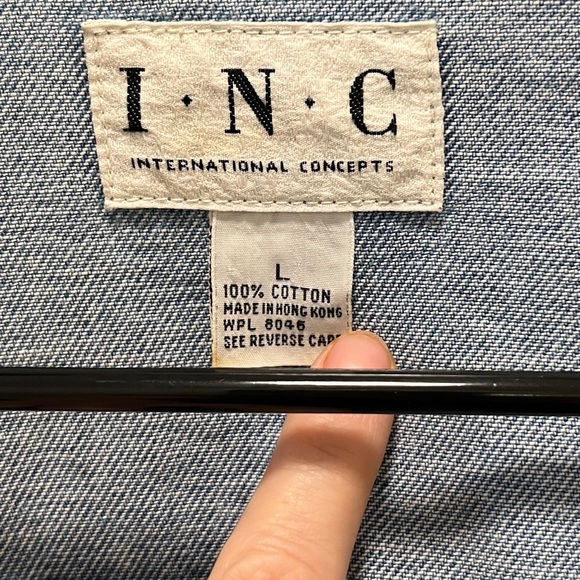 I·N·C
INTERNATIONAL CONCEPTS
L
100% COTTON
MADE IN HONG KONG
WPL 8046
SEE REVERSE CARE